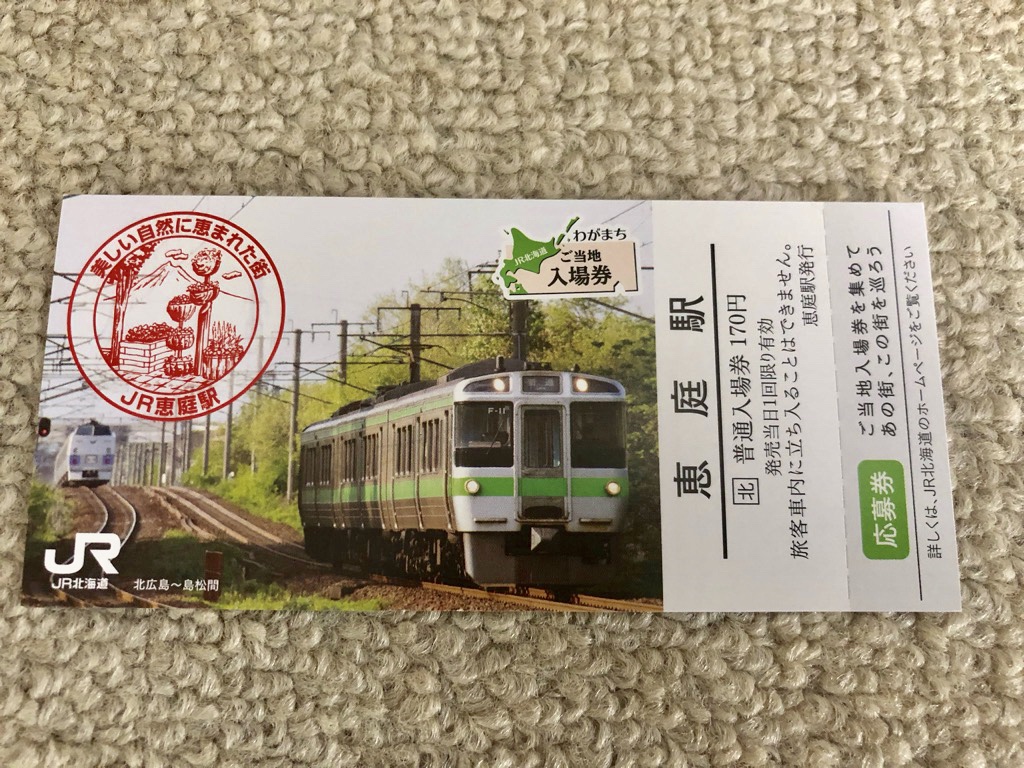 美しい自然に恵まれた街
JR恵庭駅
わがまち
ご当地
入場券
JR北海道
F-11
JR
JR北海道
北広島~島松間
恵庭駅
北 普通入場券 170円
発売当日1回限り有効
旅客車内に立ち入ることはできません。
恵庭駅発行
応募券
ご当地入場券を集めて
あの街、この街を巡ろう
詳しくは、JR北海道のホームページをご覧ください